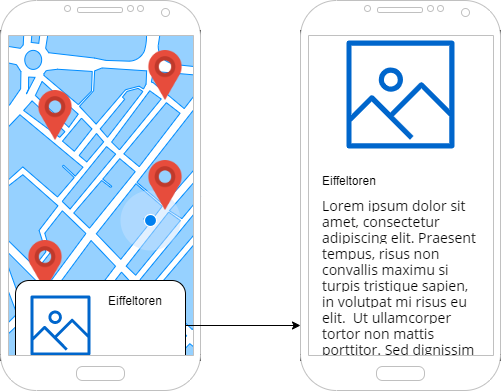 Eiffeltoren
Eiffeltoren
Lorem ipsum dolor sit
amet, consectetur
adipiscing elit. Praesent
tempus, risus non
convallis maximu si
turpis tristique sapien,
in volutpat mi risus eu
elit.  Ut ullamcorper
tortor non mattis
porttitor. Sed dignissim